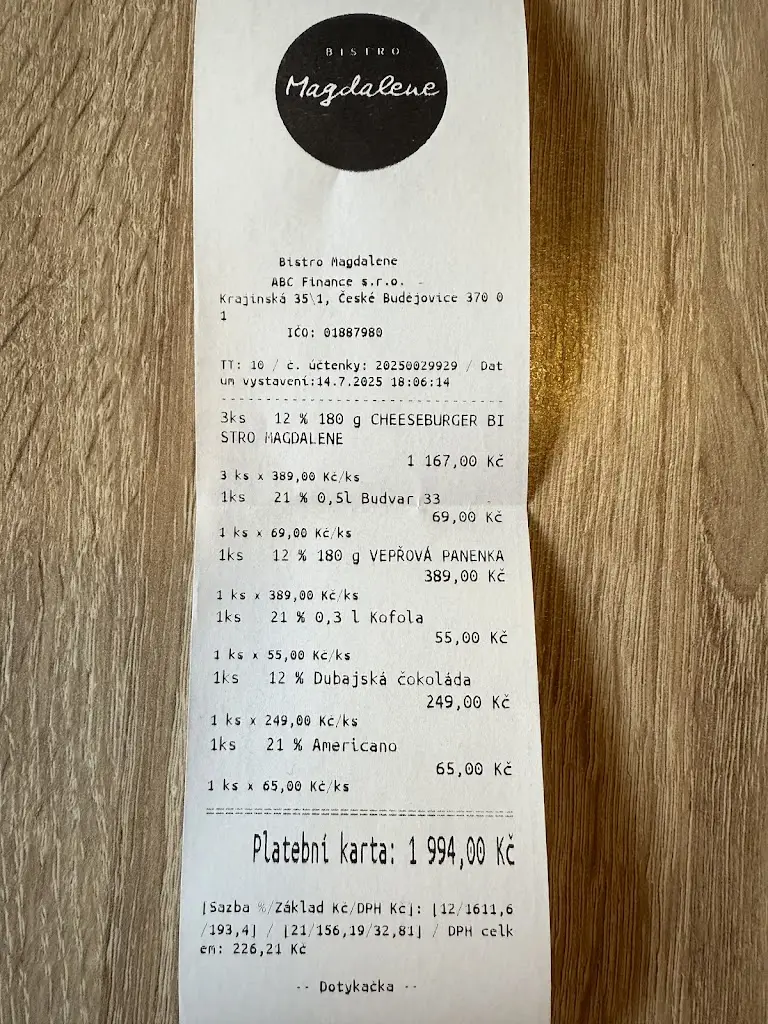 BISTRO
Magdalene
Bistro Magdalene
ABC Finance s.r.o.
Krajinská 35\1, České Budějovice 370 0
1
IČO: 01887980
TT: 10 / č. účtenky: 20250029929 / Dat
um vystavení:14.7.2025 18:06:14
3ks 12 % 180 g CHEESEBURGER BI
STRO MAGDALENE
1 167,00 Kč
3 ks x 389,00 Kč/ks
1ks 21 % 0,5l Budvar 33
69,00 Kč
1 ks x 69,00 Kč/ks
1ks 12 % 180 g VEPŘOVÁ PANENKA
389,00 Kč
1 ks x 389,00 Kč/ks
1ks 21 % 0,3 l Kofola
55,00 Kč
1 ks x 55,00 Kč/ks
1ks 12 % Dubajská čokoláda
249,00 Kč
1 ks x 249,00 Kč/ks
1ks 21 % Americano
65,00 Kč
1 ks x 65,00 Kč/ks
Platební karta: 1 994,00 Kč
[Sazba %/Základ Kč/DPH Kč]: [12/1611,6
/193,4] / [21/156,19/32,81] / DPH celk
em: 226,21 Kč
-- Dotykačka --